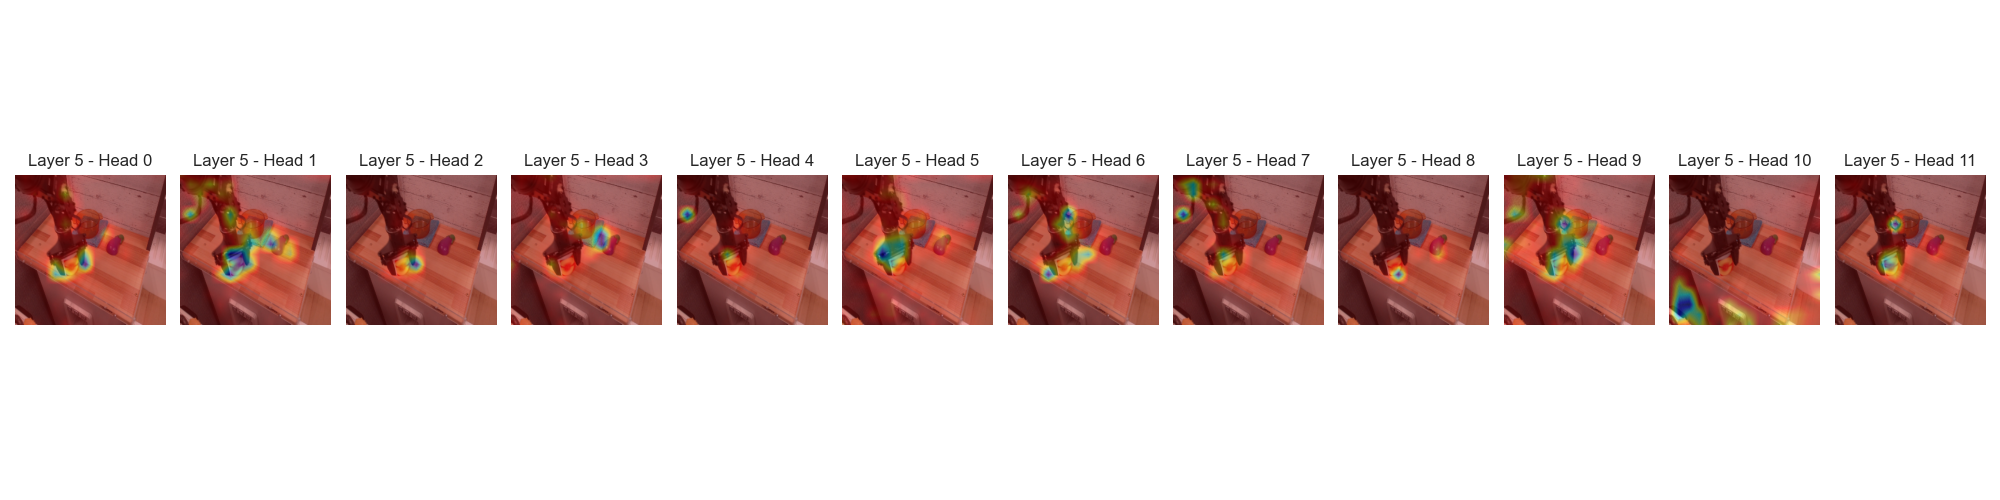 Layer 5 - Head 0
Layer 5 - Head 1
Layer 5 - Head 2
Layer 5 - Head 3
Layer 5 - Head 4
Layer 5 - Head 5
Layer 5 - Head 6
Layer 5 - Head 7
Layer 5 - Head 8
Layer 5 - Head 9
Layer 5 - Head 10
Layer 5 - Head 11